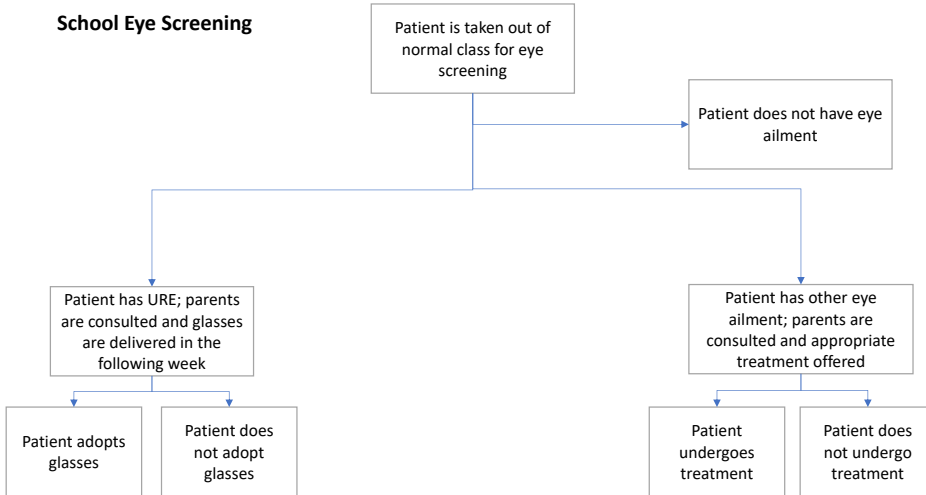 School Eye Screening
Patient is taken out of
normal class for eye
screening
Patient does not have eye
ailment
Patient has URE; parents
are consulted and glasses
are delivered in the
following week
Patient has other eye
ailment; parents are
consulted and appropriate
treatment offered
Patient adopts
glasses
Patient does
not adopt
glasses
Patient
undergoes
treatment
Patient does
not undergo
treatment